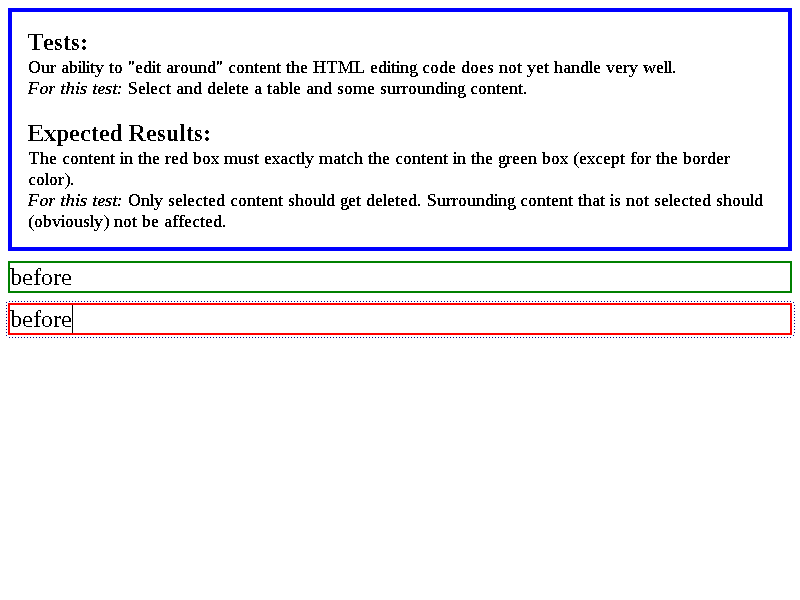 Tests:
Our ability to "edit around" content the HTML editing code does not yet handle very well.
For this test: Select and delete a table and some surrounding content.
Expected Results:
The content in the red box must exactly match the content in the green box (except for the border
color).
For this test: Only selected content should get deleted. Surrounding content that is not selected should
(obviously) not be affected.
before
before